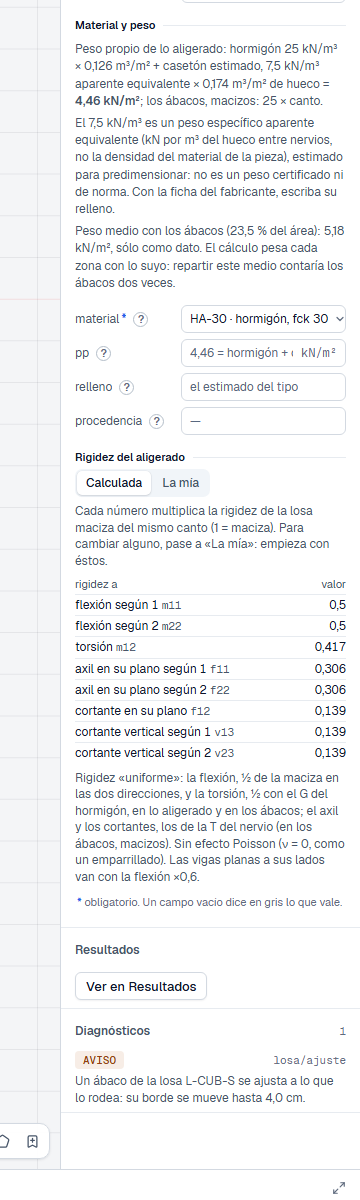 Material y peso
Peso propio de lo aligerado: hormigón 25 kN/m³
× 0,126 m³/m² + casetón estimado, 7,5 kN/m³
aparente equivalente × 0,174 m³/m² de hueco =
4,46 kN/m²; los ábacos, macizos: 25 × canto.
El 7,5 kN/m³ es un peso específico aparente
equivalente (kN por m³ del hueco entre nervios,
no la densidad del material de la pieza), estimado
para predimensionar: no es un peso certificado ni
de norma. Con la ficha del fabricante, escriba su
relleno.
Peso medio con los ábacos (23,5 % del área): 5,18
kN/m², sólo como dato. El cálculo pesa cada
zona con lo suyo: repartir este medio contaría los
ábacos dos veces.
material * ? HA-30 · hormigón, fck 30
pp ? 4,46 = hormigón + kN/m²
relleno ? el estimado del tipo
procedencia ? —
Rigidez del aligerado
Calculada La mía
Cada número multiplica la rigidez de la losa
maciza del mismo canto (1 = maciza). Para
cambiar alguno, pase a «La mía»: empieza con
éstos.
rigidez a valor
flexión según 1 m11 0,5
flexión según 2 m22 0,5
torsión m12 0,417
axil en su plano según 1 f11 0,306
axil en su plano según 2 f22 0,306
cortante en su plano f12 0,139
cortante vertical según 1 v13 0,139
cortante vertical según 2 v23 0,139
Rigidez «uniforme»: la flexión, ½ de la maciza en
las dos direcciones, y la torsión, ½ con el G del
hormigón, en lo aligerado y en los ábacos; el axil
y los cortantes, los de la T del nervio (en los
ábacos, macizos). Sin efecto Poisson (ν = 0, como
un emparrillado). Las vigas planas a sus lados
van con la flexión ×0,6.
* obligatorio. Un campo vacío dice en gris lo que vale.
Resultados
Ver en Resultados
Diagnósticos 1
AVISO losa/ajuste
Un ábaco de la losa L-CUB-S se ajusta a lo que
lo rodea: su borde se mueve hasta 4,0 cm.